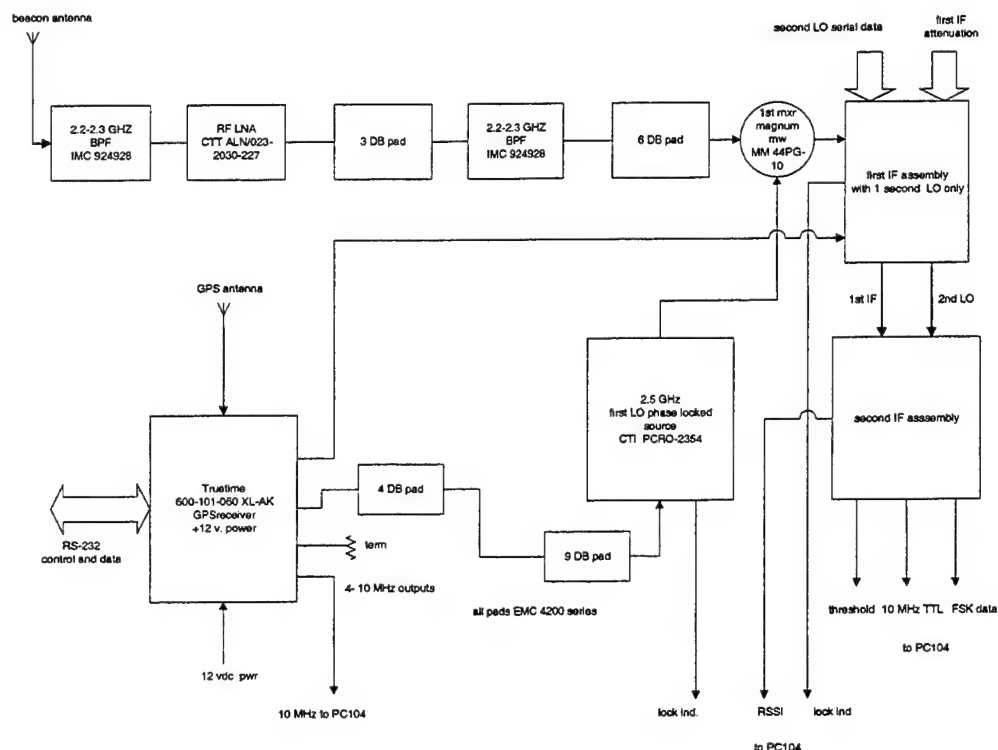 beacon antenna
second LO serial data
first IF
attenuation
2.2-2.3 GHZ
BPF
IMC 924928
RF LNA
CTT ALN/023-
2030-227
3 DB pad
2.2-2.3 GHZ
BPF
IMC 924928
6 DB pad
1st mxr
magnum
mw
MM 44PG-
10
first IF assembly
with 1 second LO only
GPS antenna
1st IF
2nd LO
2.5 GHz
first LO phase locked
source
CTI PCRO-2354
second IF asssembly
Truetime
600-101-060 XL-AK
GPSreceiver
+12 v. power
4 DB pad
RS-232
control and data
term
9 DB pad
4- 10 MHz outputs
all pads EMC 4200 series
threshold 10 MHz TTL FSK data
to PC104
12 vdc pwr
10 MHz to PC104
lock ind.
RSSI
lock ind
to PC104